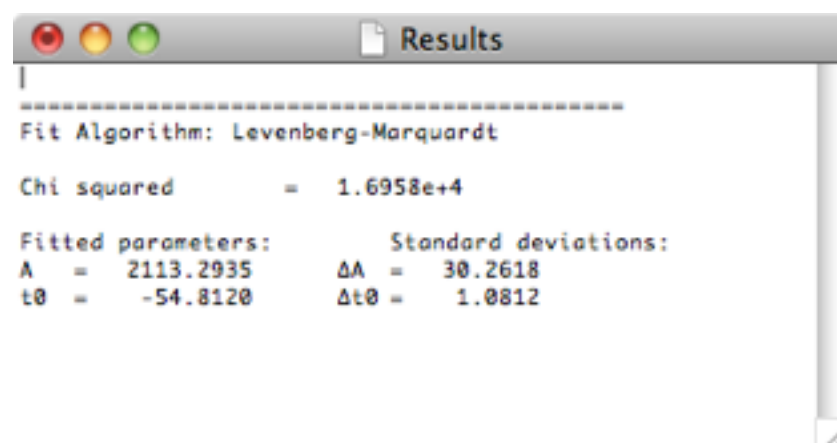 Results
===========================================
Fit Algorithm: Levenberg-Marquardt
Chi squared = 1.6958e+4
Fitted parameters: Standard deviations:
A = 2113.2935 ΔA = 30.2618
t0 = -54.8120 Δt0 = 1.0812